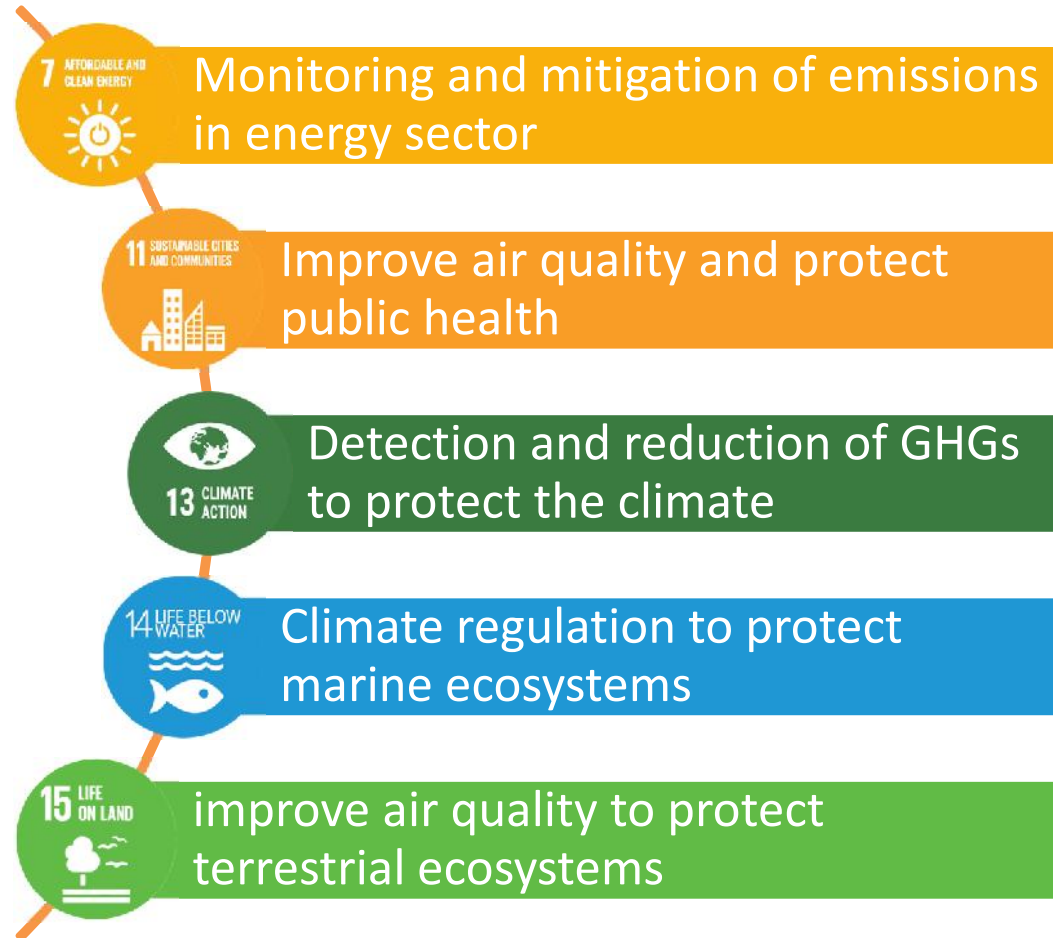 7 AFFORDABLE AND
CLEAN ENERGY
Monitoring and mitigation of emissions
in energy sector
11 SUSTAINABLE CITIES
AND COMMUNITIES
Improve air quality and protect
public health
13 CLIMATE
ACTION
Detection and reduction of GHGs
to protect the climate
14 LIFE BELOW
WATER
Climate regulation to protect
marine ecosystems
15 LIFE
ON LAND
improve air quality to protect
terrestrial ecosystems